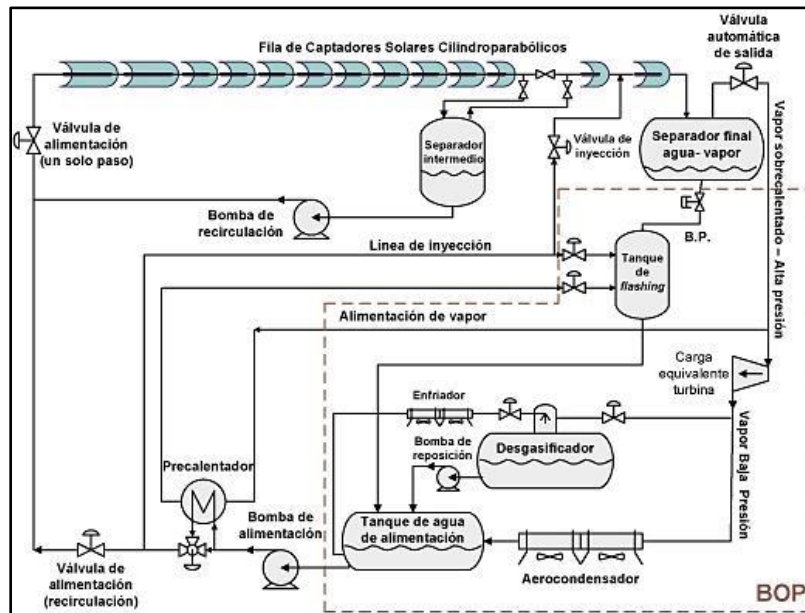 Fila de Captadores Solares Cilindroparabólicos
Válvula
automática
de salida
Válvula de
alimentación
(un solo paso)
Separador
intermedio
Válvula de
inyección
Separador final
agua- vapor
Vapor sobrecalentado – Alta presión
Bomba de
recirculación
B.P.
Línea de inyección
Tanque
de
flashing
Alimentación de vapor
Carga
equivalente
turbina
Enfriador
Bomba de
reposición
Desgasificador
Vapor Baja
Presión
Precalentador
Bomba de
alimentación
Tanque de agua
de alimentación
Válvula de
alimentación
(recirculación)
Aerocondensador
BOP